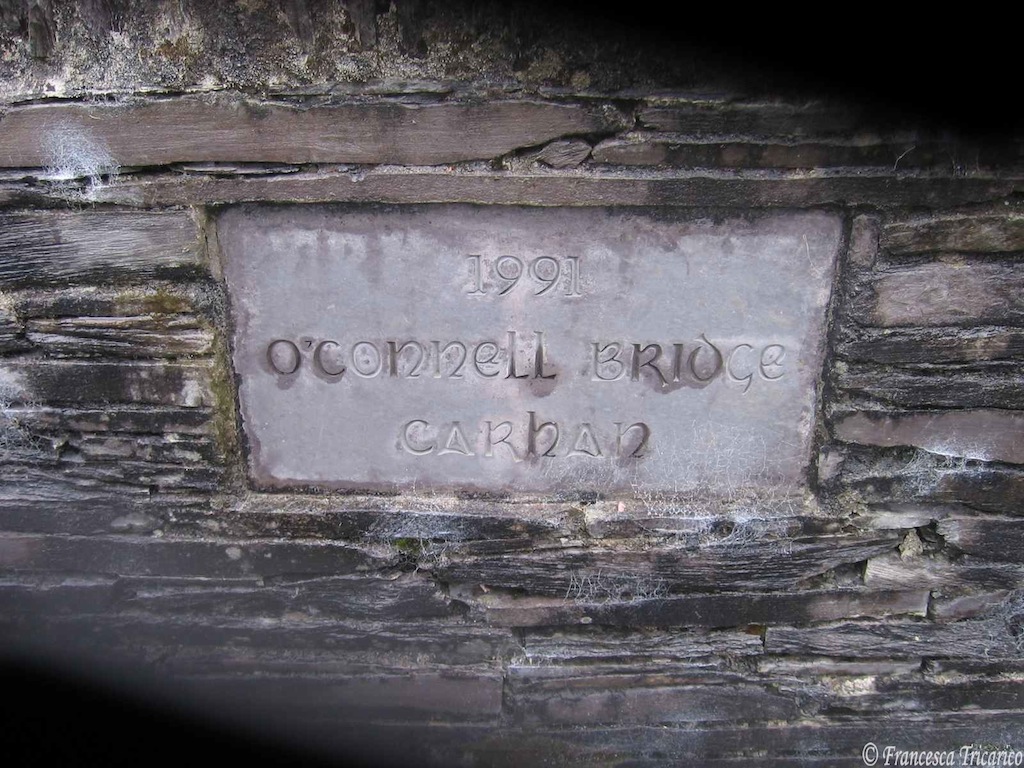 1991
O'CONNELL BRIDGE
CARHAN
© Francesca Tricarico